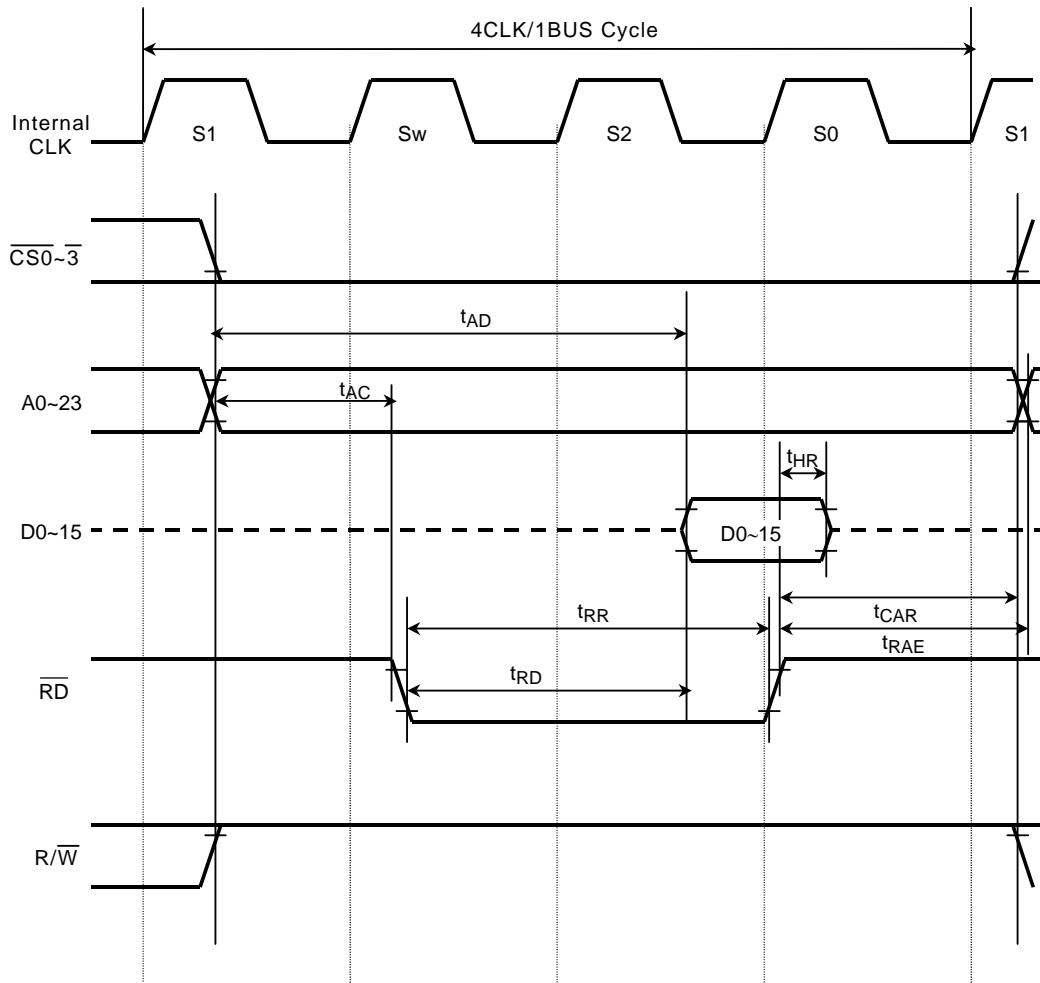 4CLK/1BUS Cycle
Internal
CLK
S1
Sw
S2
S0
S1
CS0~3
tAD
A0~23
tAC
tHR
D0~15
D0~15
tRR
tCAR
tRAE
RD
tRD
R/W